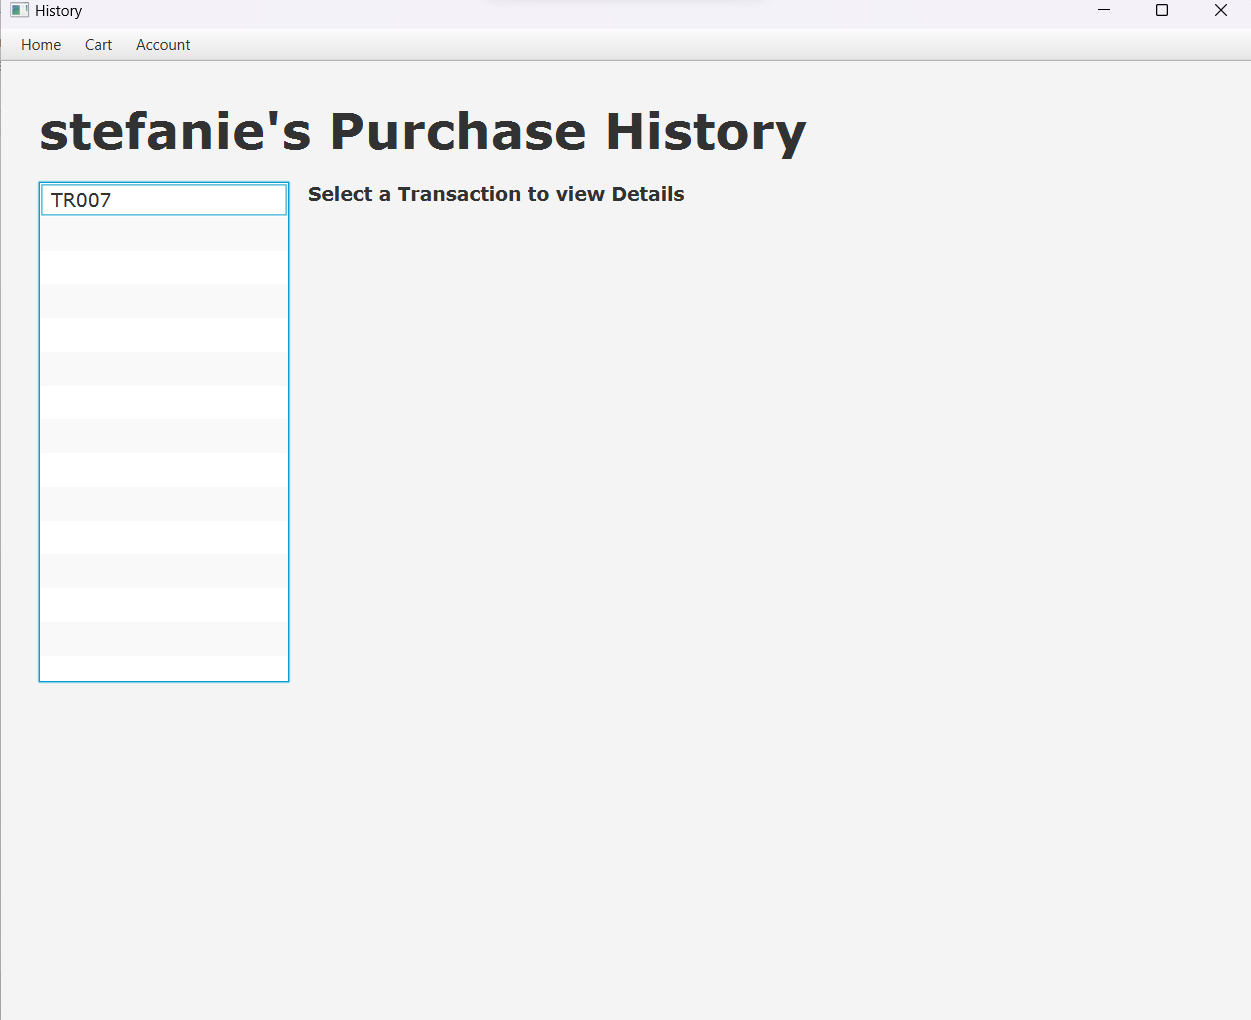 History
Home Cart Account
stefanie's Purchase History
TR007
Select a Transaction to view Details